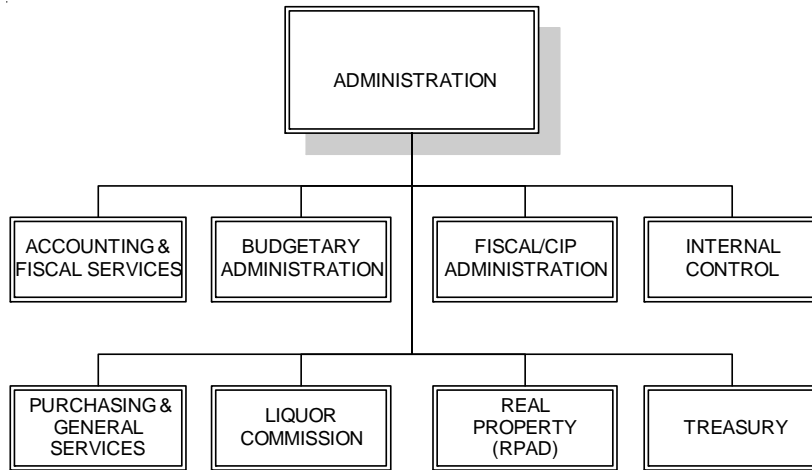 ADMINISTRATION
ACCOUNTING &
FISCAL SERVICES
BUDGETARY
ADMINISTRATION
FISCAL/CIP
ADMINISTRATION
INTERNAL
CONTROL
PURCHASING &
GENERAL
SERVICES
LIQUOR
COMMISSION
REAL
PROPERTY
(RPAD)
TREASURY